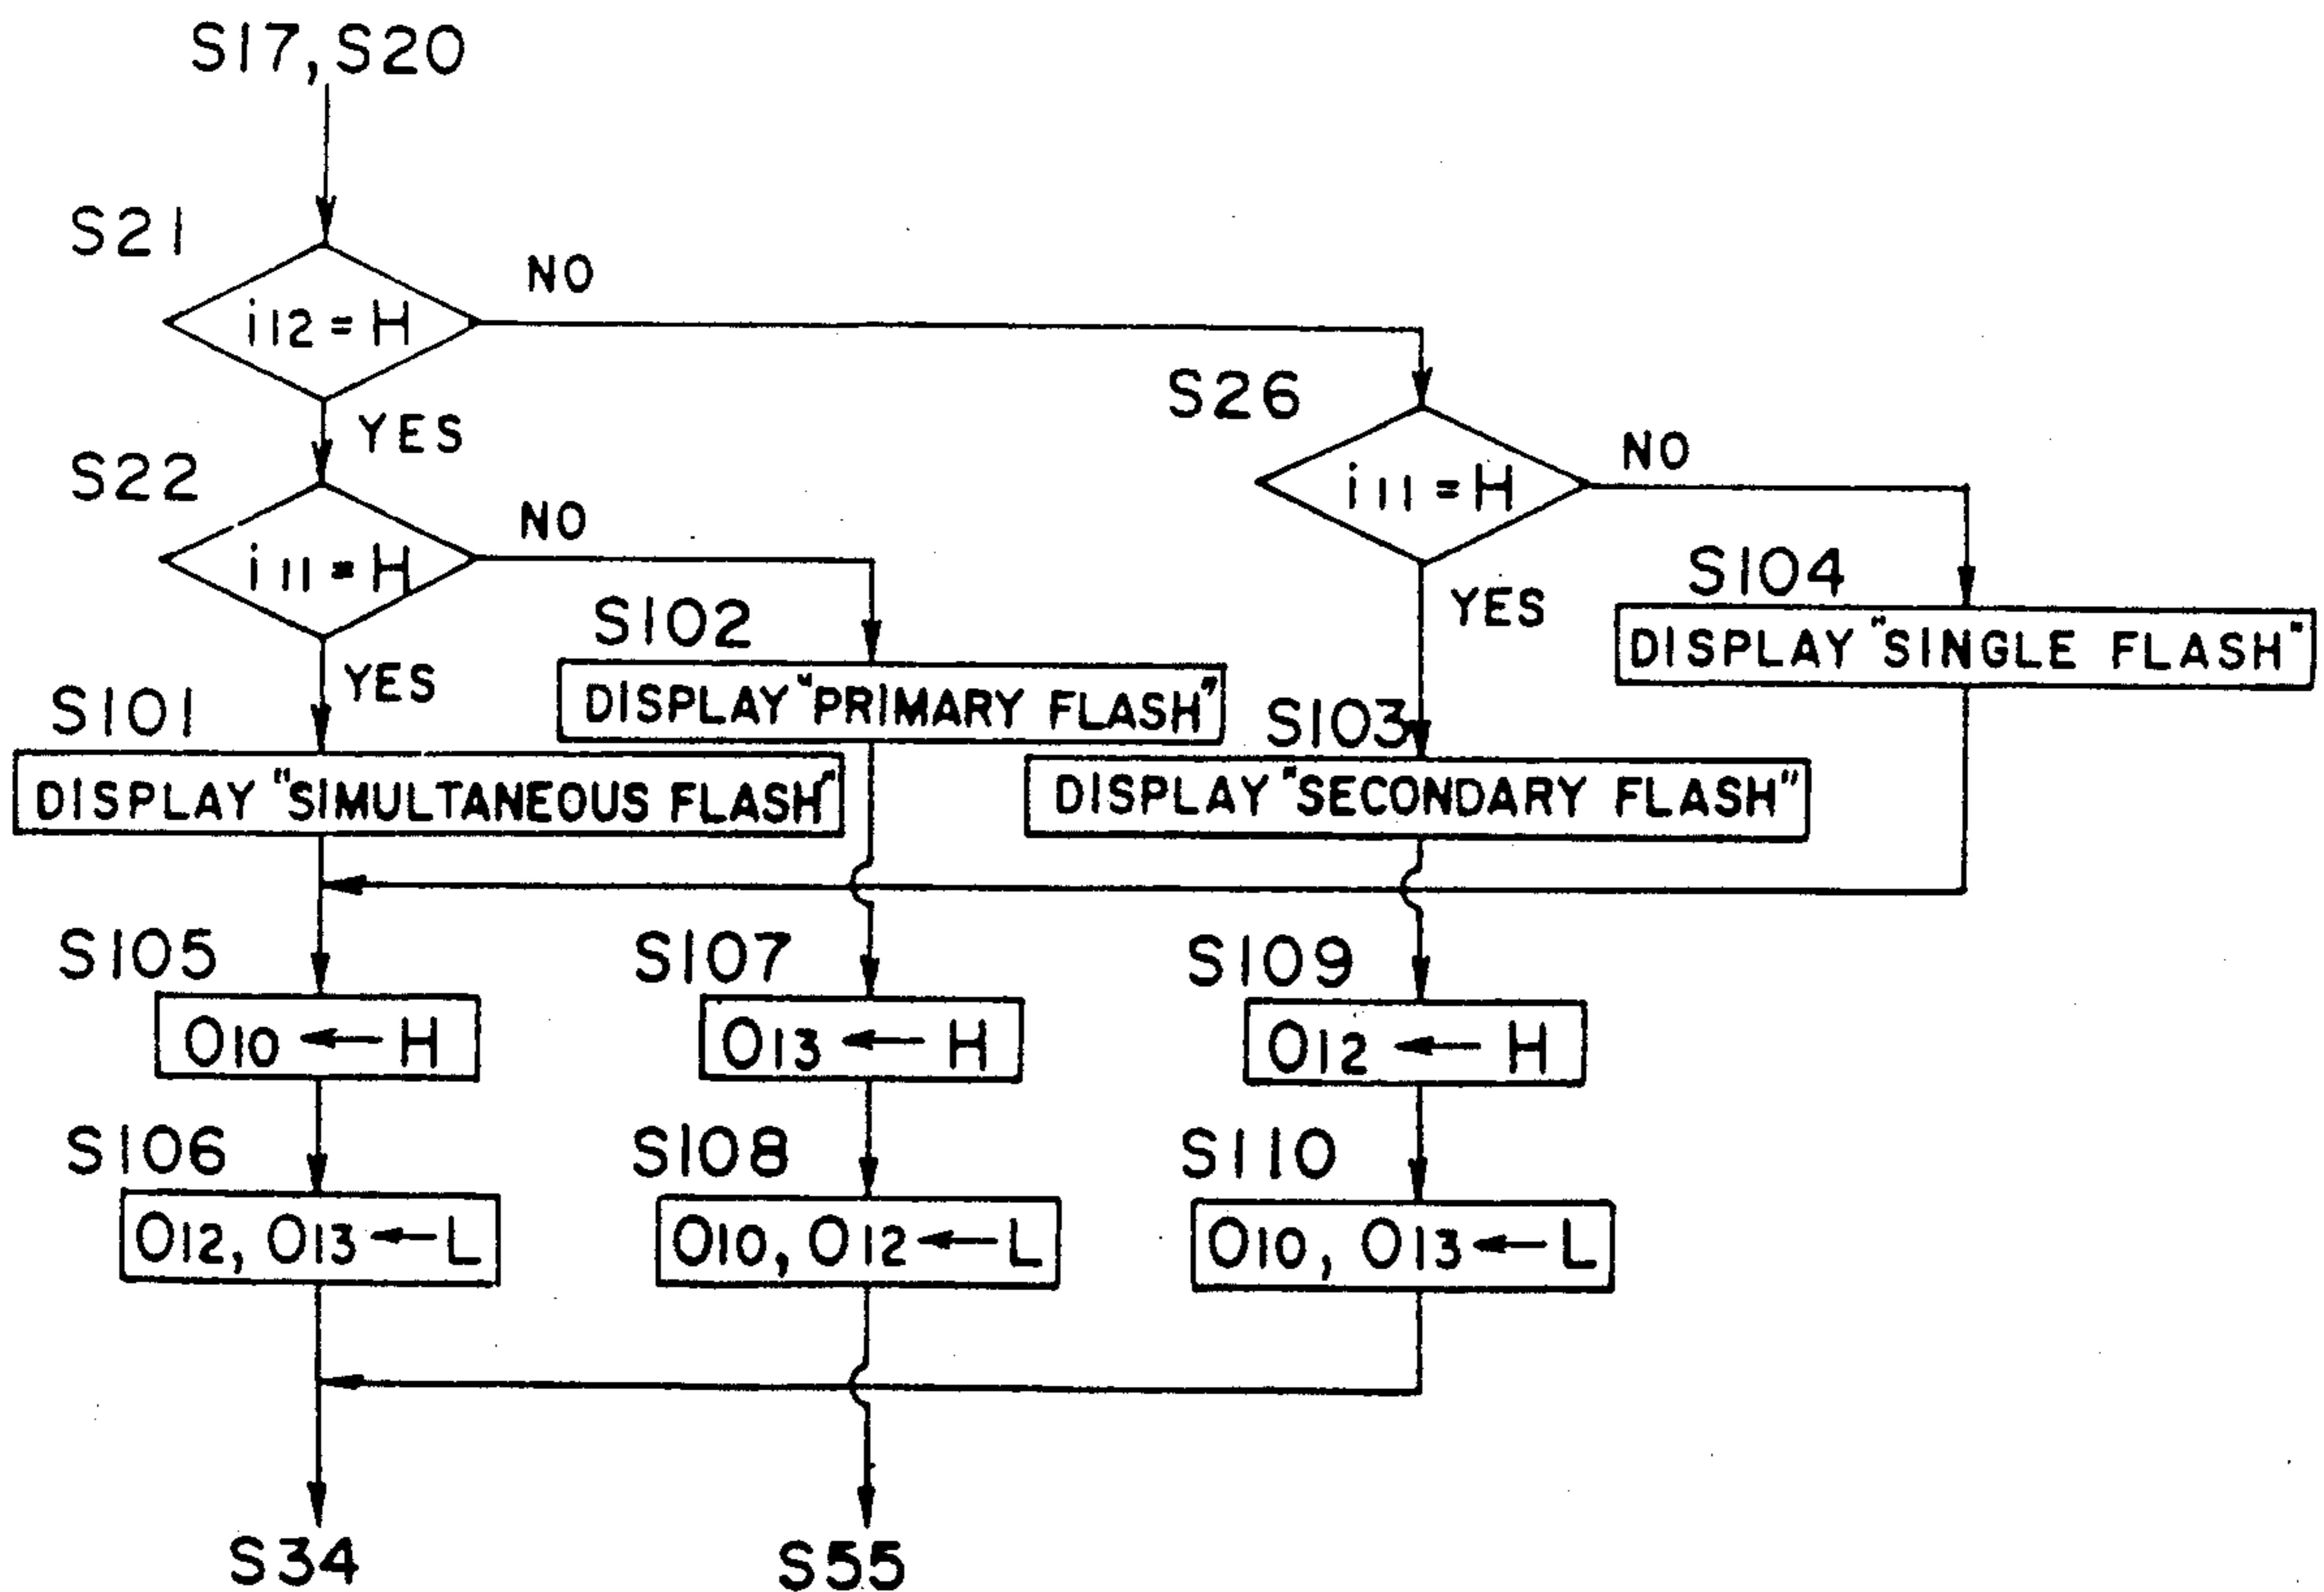 S17, S20
S21
i12 = H
NO
YES
S26
i11 = H
NO
YES
S22
i11 = H
NO
YES
S104
DISPLAY "SINGLE FLASH"
S102
DISPLAY "PRIMARY FLASH"
S101
DISPLAY "SIMULTANEOUS FLASH"
S103
DISPLAY "SECONDARY FLASH"
S105
O10 ← H
S107
O13 ← H
S109
O12 ← H
S106
O12, O13 ← L
S108
O10, O12 ← L
S110
O10, O13 ← L
S34
S55